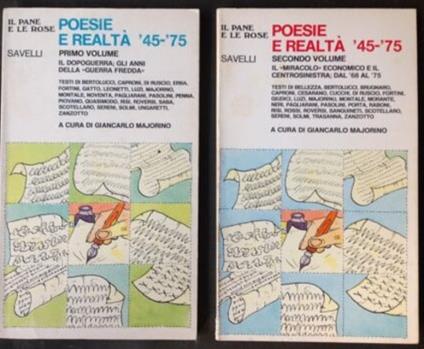 IL PANE
E LE ROSE
POESIE
E REALTÀ '45-'75
SAVELLI
PRIMO VOLUME
IL DOPOGUERRA; GLI ANNI
DELLA «GUERRA FREDDA»
TESTI DI BERTOLUCCI, CAPRONI, DI RUSCIO, ERBA,
FORTINI, GATTO, LEONETTI, LUZI, MAJORINO,
MONTALE, NOVENTA, PAGLIARANI, PASOLINI, PENNA,
PIOVANO, QUASIMODO, RISI, ROVERSI, SABA,
SCOTELLARO, SERENI, SOLMI, UNGARETTI,
ZANZOTTO
A CURA DI GIANCARLO MAJORINO
IL PANE
E LE ROSE
POESIE
E REALTÀ '45-'75
SAVELLI
SECONDO VOLUME
IL «MIRACOLO» ECONOMICO E IL
CENTROSINISTRA; DAL '68 AL '75
TESTI DI BELLEZZA, BERTOLUCCI, BRUGNARO,
CAPRONI, CESARANO, CUCCHI, DI RUSCIO, FORTINI,
GIUDICI, LUZI, MAJORINO, MONTALE, MORANTE,
NERI, PAGLIARANI, PASOLINI, PORTA, RABONI,
RISI, ROSSI, ROVERSI, SANGUINETI, SCOTELLARO,
SERENI, SOLMI, TRASANNA, ZANZOTTO
A CURA DI GIANCARLO MAJORINO